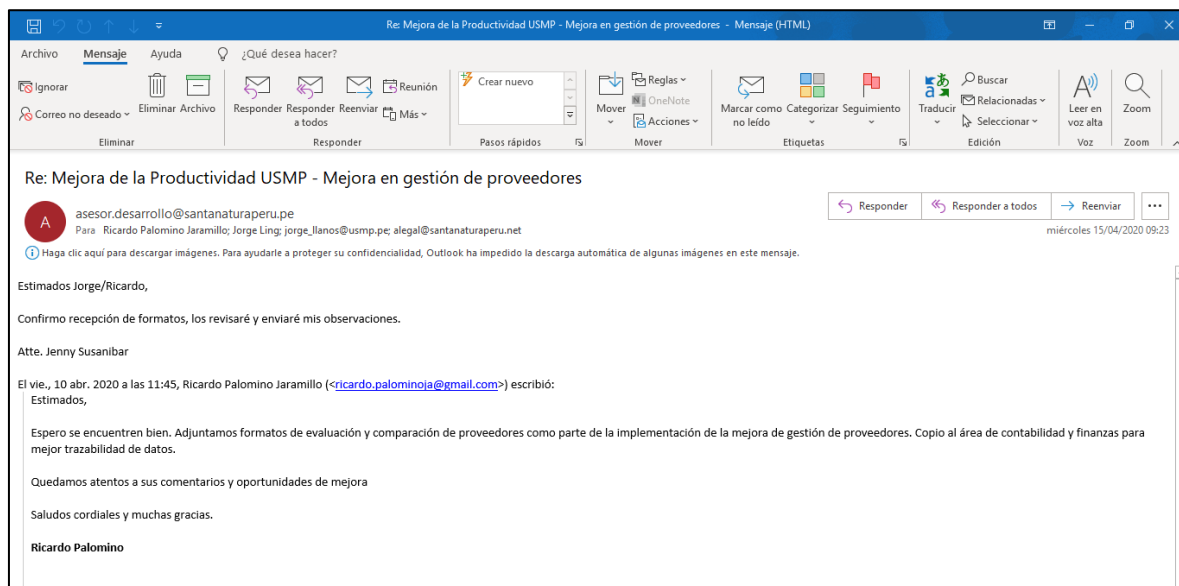 Re: Mejora de la Productividad USMP - Mejora en gestión de proveedores - Mensaje (HTML)
Archivo Mensaje Ayuda ¿Qué desea hacer?
Ignorar
Correo no deseado
Eliminar Archivo
Responder Responder a todos Reenviar
Reunión
Más
Crear nuevo
Mover
Reglas
OneNote
Acciones
Marcar como no leído
Categorizar Seguimiento
Traducir
Buscar
Relacionadas
Seleccionar
Leer en voz alta
Zoom
Eliminar Responder Pasos rápidos Mover Etiquetas Edición Voz Zoom
Re: Mejora de la Productividad USMP - Mejora en gestión de proveedores
A
asesor.desarrollo@santanaturaperu.pe
Para Ricardo Palomino Jaramillo; Jorge Ling; jorge_llanos@usmp.pe; alegal@santanaturaperu.net
Responder Responder a todos Reenviar ...
miércoles 15/04/2020 09:23
Haga clic aquí para descargar imágenes. Para ayudarle a proteger su confidencialidad, Outlook ha impedido la descarga automática de algunas imágenes en este mensaje.
Estimados Jorge/Ricardo,
Confirmo recepción de formatos, los revisaré y enviaré mis observaciones.
Atte. Jenny Susanibar
El vie., 10 abr. 2020 a las 11:45, Ricardo Palomino Jaramillo (<ricardo.palominoja@gmail.com>) escribió:
Estimados,
Espero se encuentren bien. Adjuntamos formatos de evaluación y comparación de proveedores como parte de la implementación de la mejora de gestión de proveedores. Copio al área de contabilidad y finanzas para
mejor trazabilidad de datos.
Quedamos atentos a sus comentarios y oportunidades de mejora
Saludos cordiales y muchas gracias.
Ricardo Palomino